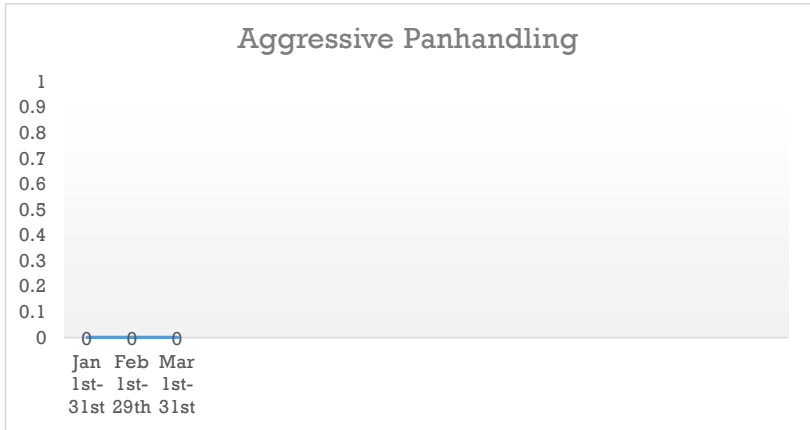 Aggressive Panhandling
1
0.9
0.8
0.7
0.6
0.5
0.4
0.3
0.2
0.1
0
0 0 0
Jan Feb Mar
1st- 1st- 1st-
31st 29th 31st